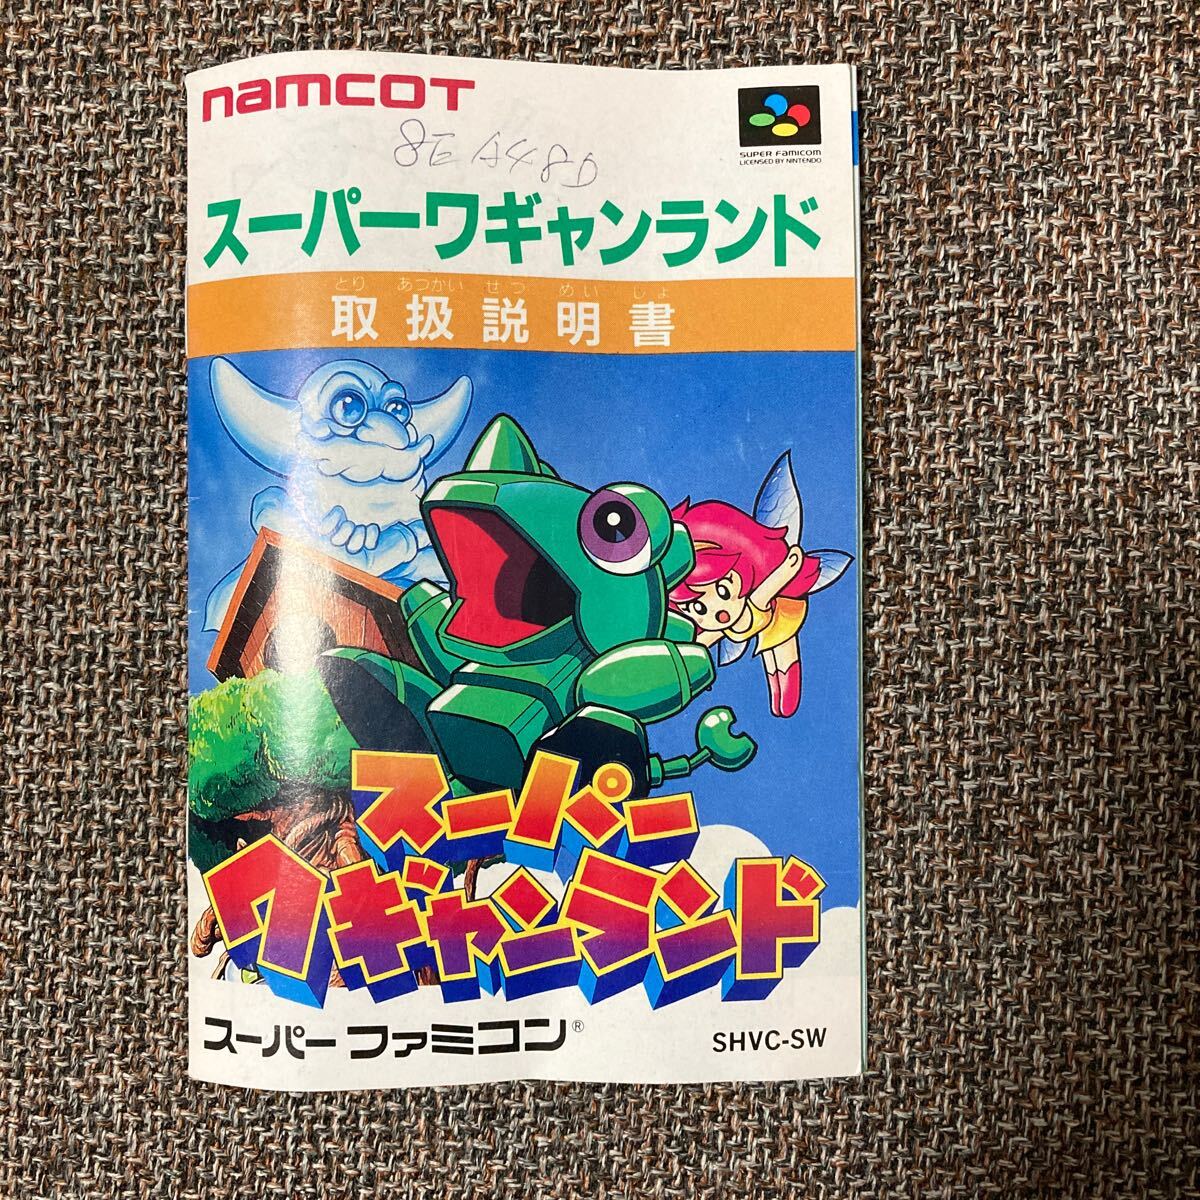 namcot
8E A48D
SUPER FAMICOM
LICENSED BY NINTENDO
スーパーワギャンランド
とり あつかい せつ めい しょ
取扱説明書
スーパー
ワギャンランド
スーパーファミコン®
SHVC-SW